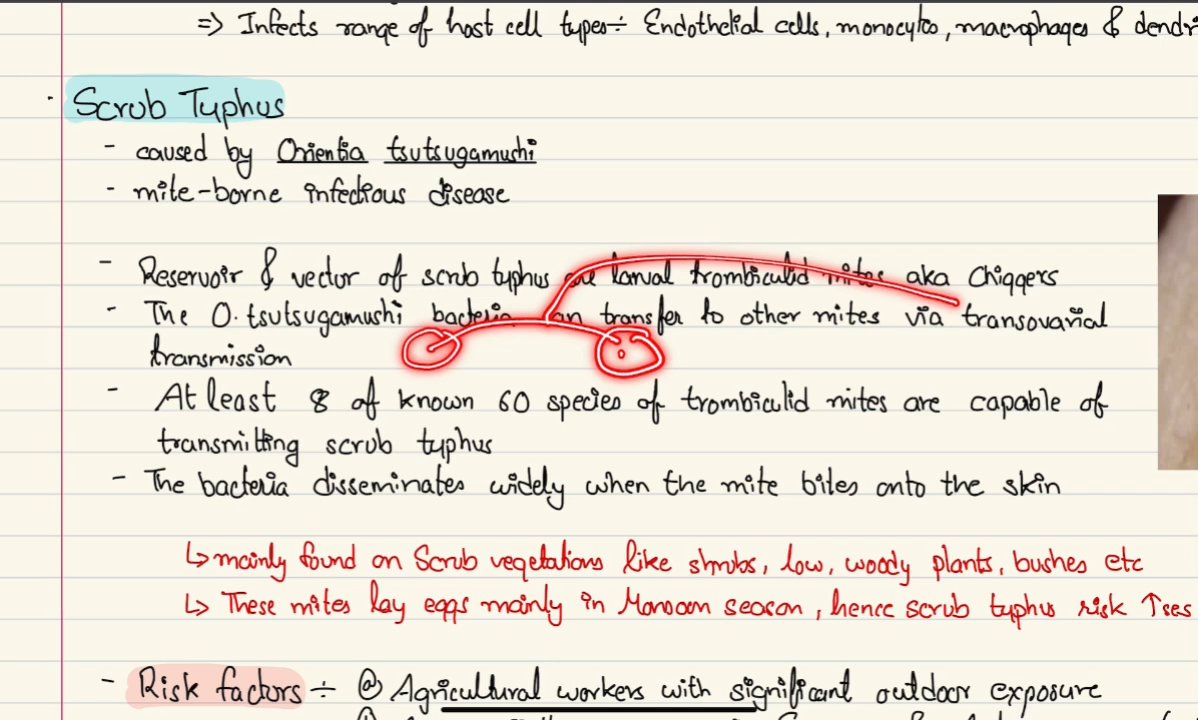 ⇒ Infects range of host cell types÷ Endothelial cells, monocytes, macrophages &
· Scrub Typhus
- caused by Orientia tsutsugamushi
- mite-borne infectious disease
- Reservoir & vector of scrub typhus are larval trombiculid mites aka Chiggers
- The O. tsutsugamushi bacteria can transfer to other mites via transovarial
transmission
- At least 8 of known 60 species of trombiculid mites are capable of
transmitting scrub typhus
- The bacteria disseminates widely when the mite bites onto the skin
↳ mainly found on Scrub vegetations like shrubs, low, woody plants, bushes etc
↳ These mites lay eggs mainly in Monsoon season, hence scrub typhus risk ↑ses
- Risk factors ÷ @ Agricultural workers with significant outdoor exposure